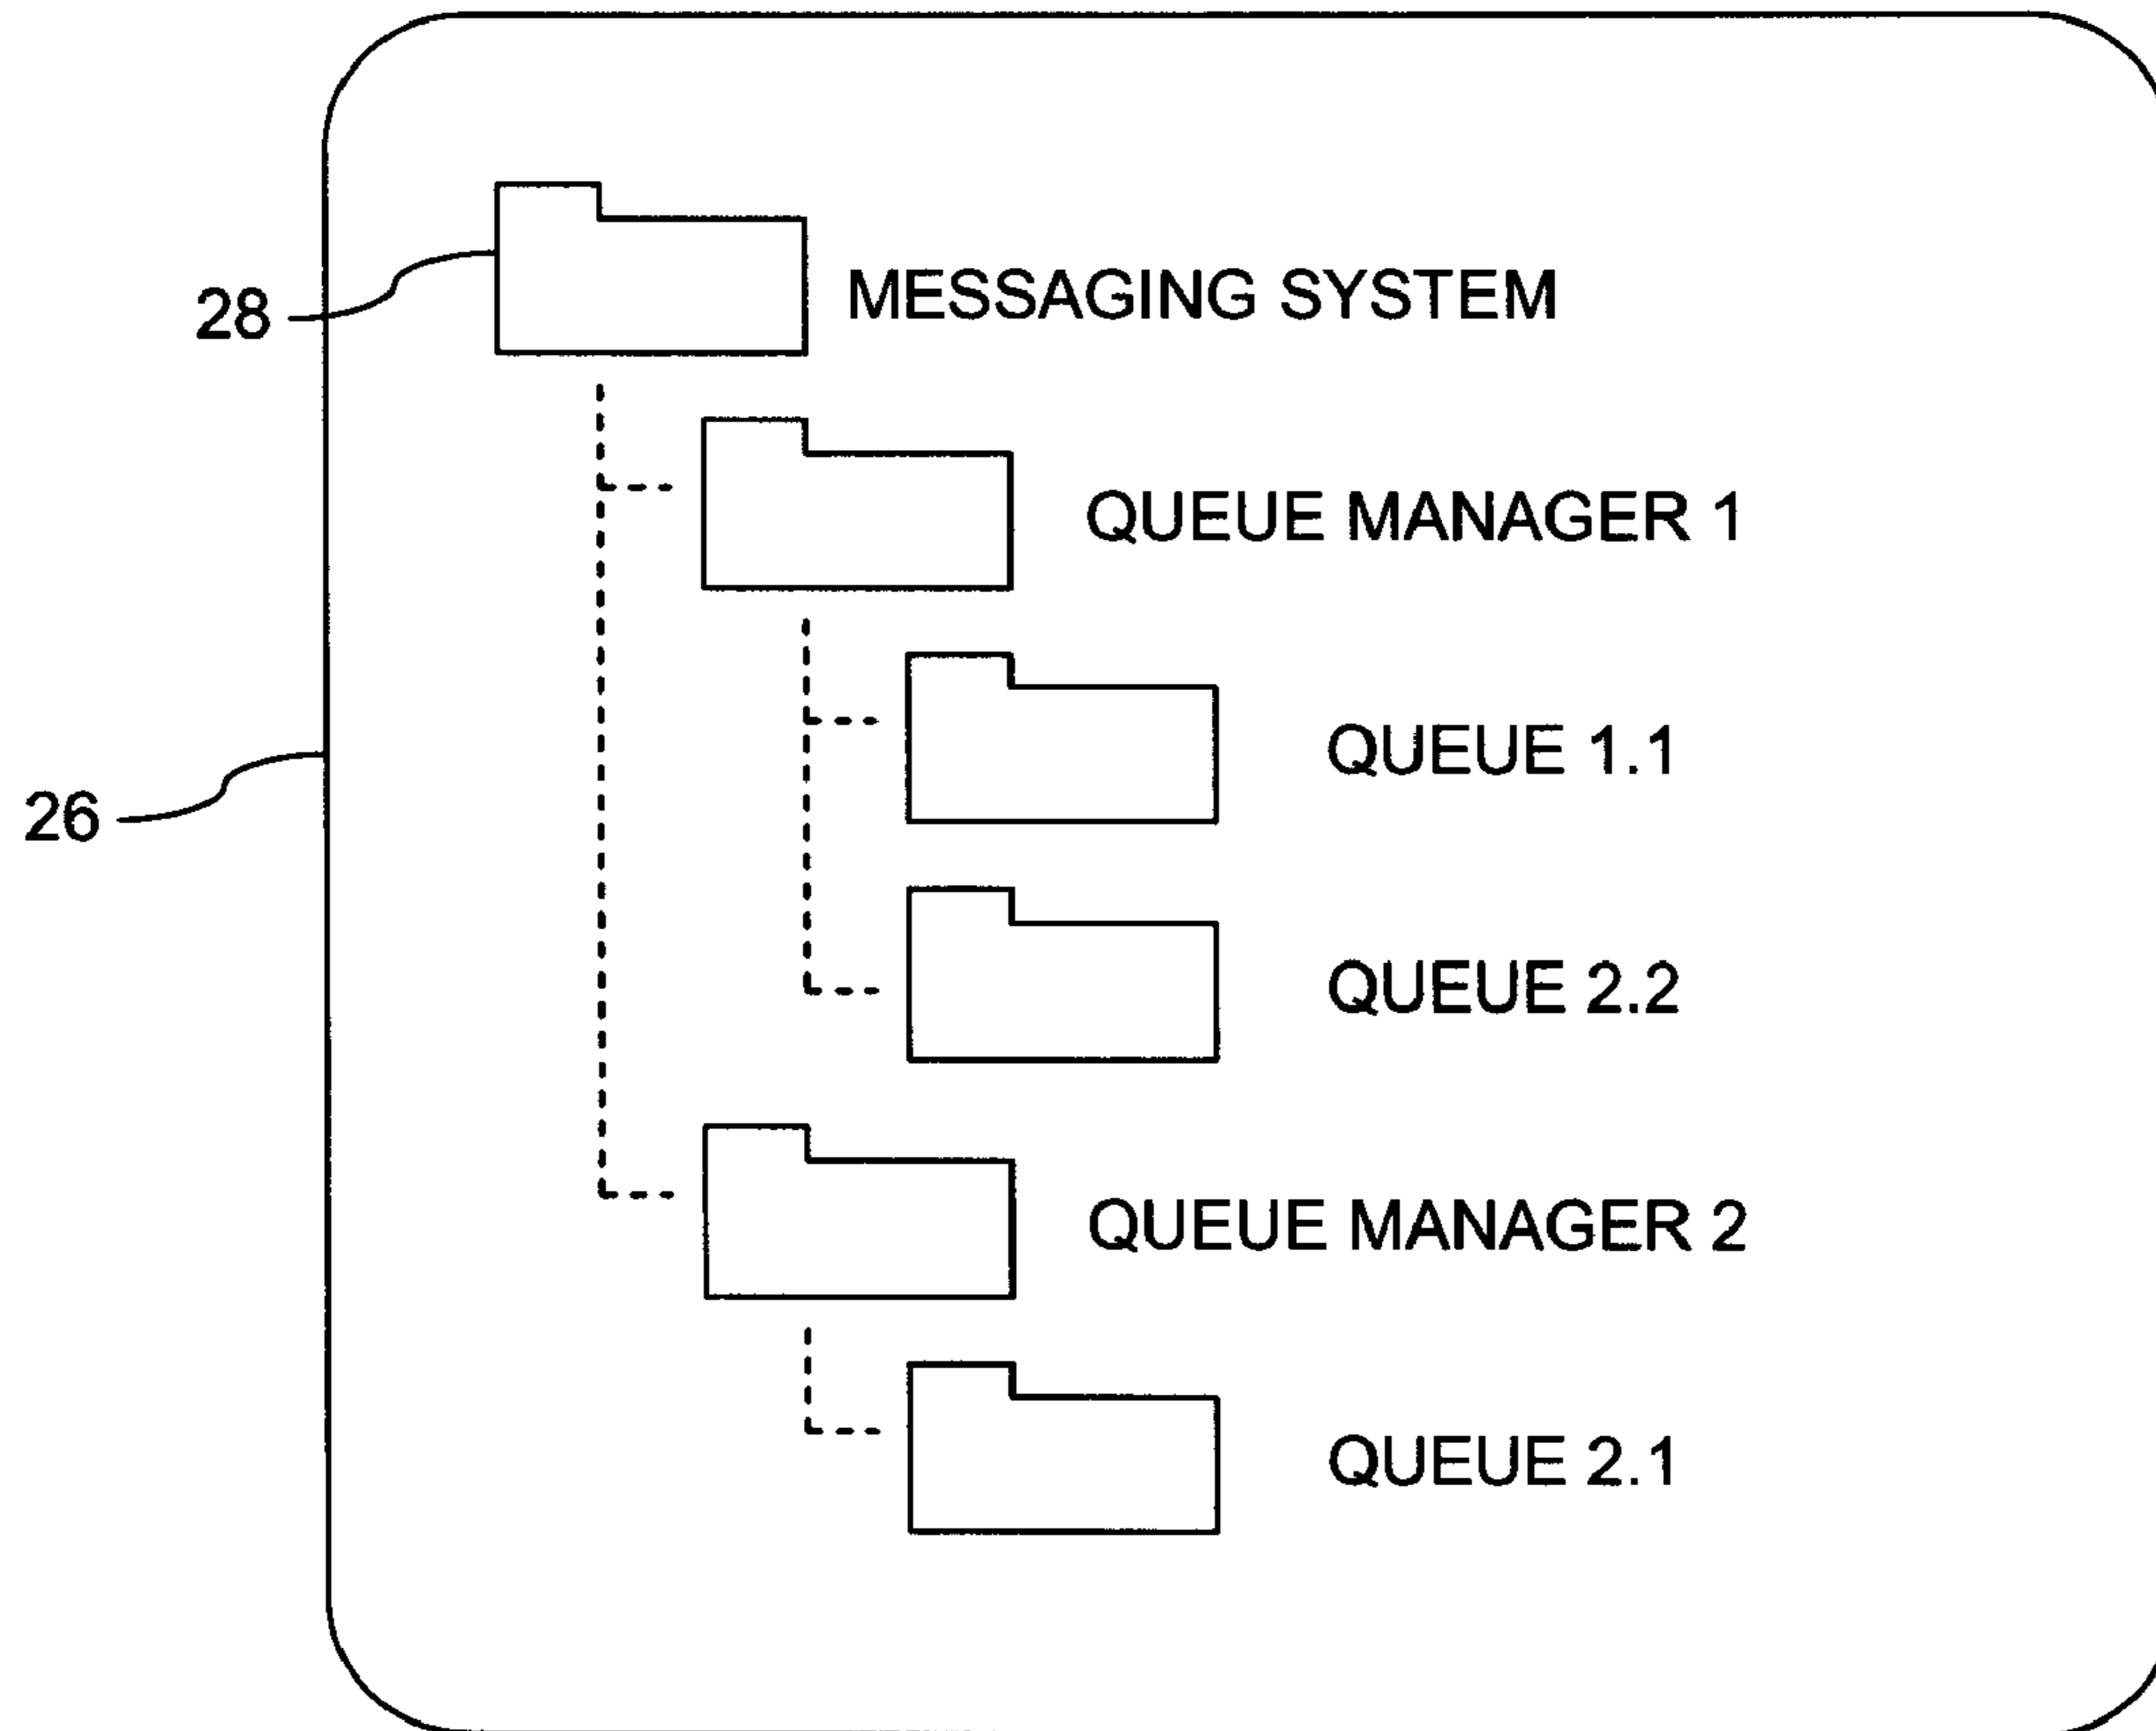 28
MESSAGING SYSTEM
QUEUE MANAGER 1
QUEUE 1.1
26
QUEUE 2.2
QUEUE MANAGER 2
QUEUE 2.1